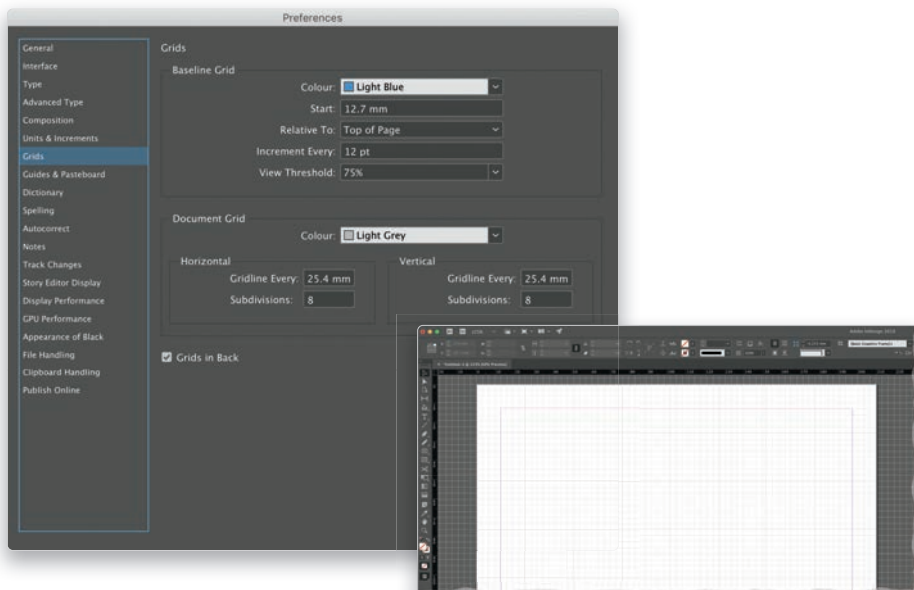 Preferences
General
Interface
Type
Advanced Type
Composition
Units & Increments
Grids
Guides & Pasteboard
Dictionary
Spelling
Autocorrect
Notes
Track Changes
Story Editor Display
Display Performance
GPU Performance
Appearance of Black
File Handling
Clipboard Handling
Publish Online
Grids
Baseline Grid
Colour: Light Blue
Start: 12.7 mm
Relative To: Top of Page
Increment Every: 12 pt
View Threshold: 75%
Document Grid
Colour: Light Grey
Horizontal
Gridline Every: 25.4 mm
Subdivisions: 8
Vertical
Gridline Every: 25.4 mm
Subdivisions: 8
Grids in Back